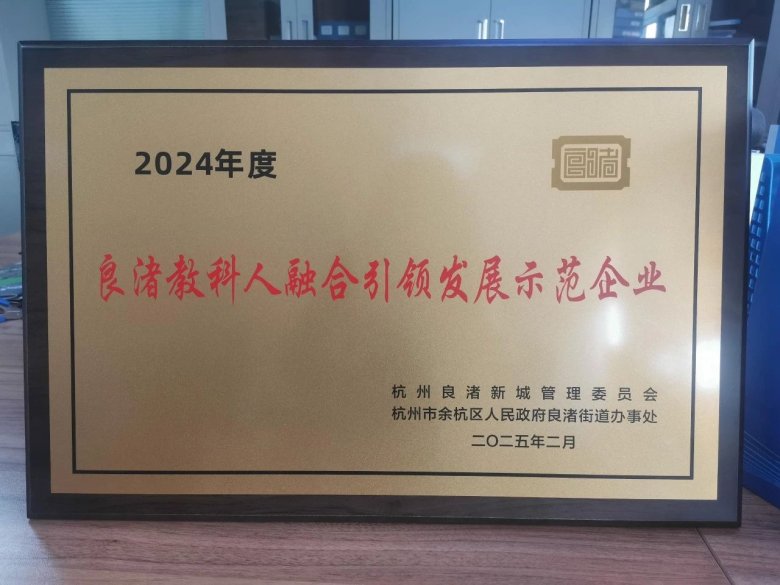 2024年度
良渚
良渚教科人融合引领发展示范企业
杭州良渚新城管理委员会
杭州市余杭区人民政府良渚街道办事处
二〇二五年二月